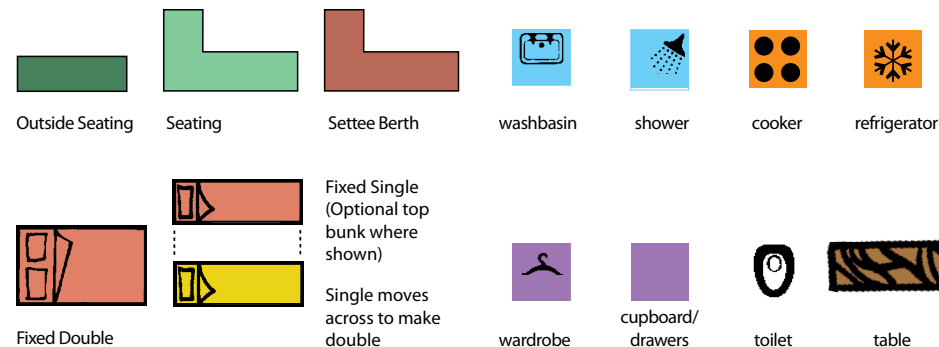 Outside Seating
Seating
Settee Berth
washbasin
shower
cooker
refrigerator
Fixed Single
(Optional top
bunk where
shown)
Single moves
across to make
double
Fixed Double
wardrobe
cupboard/
drawers
toilet
table